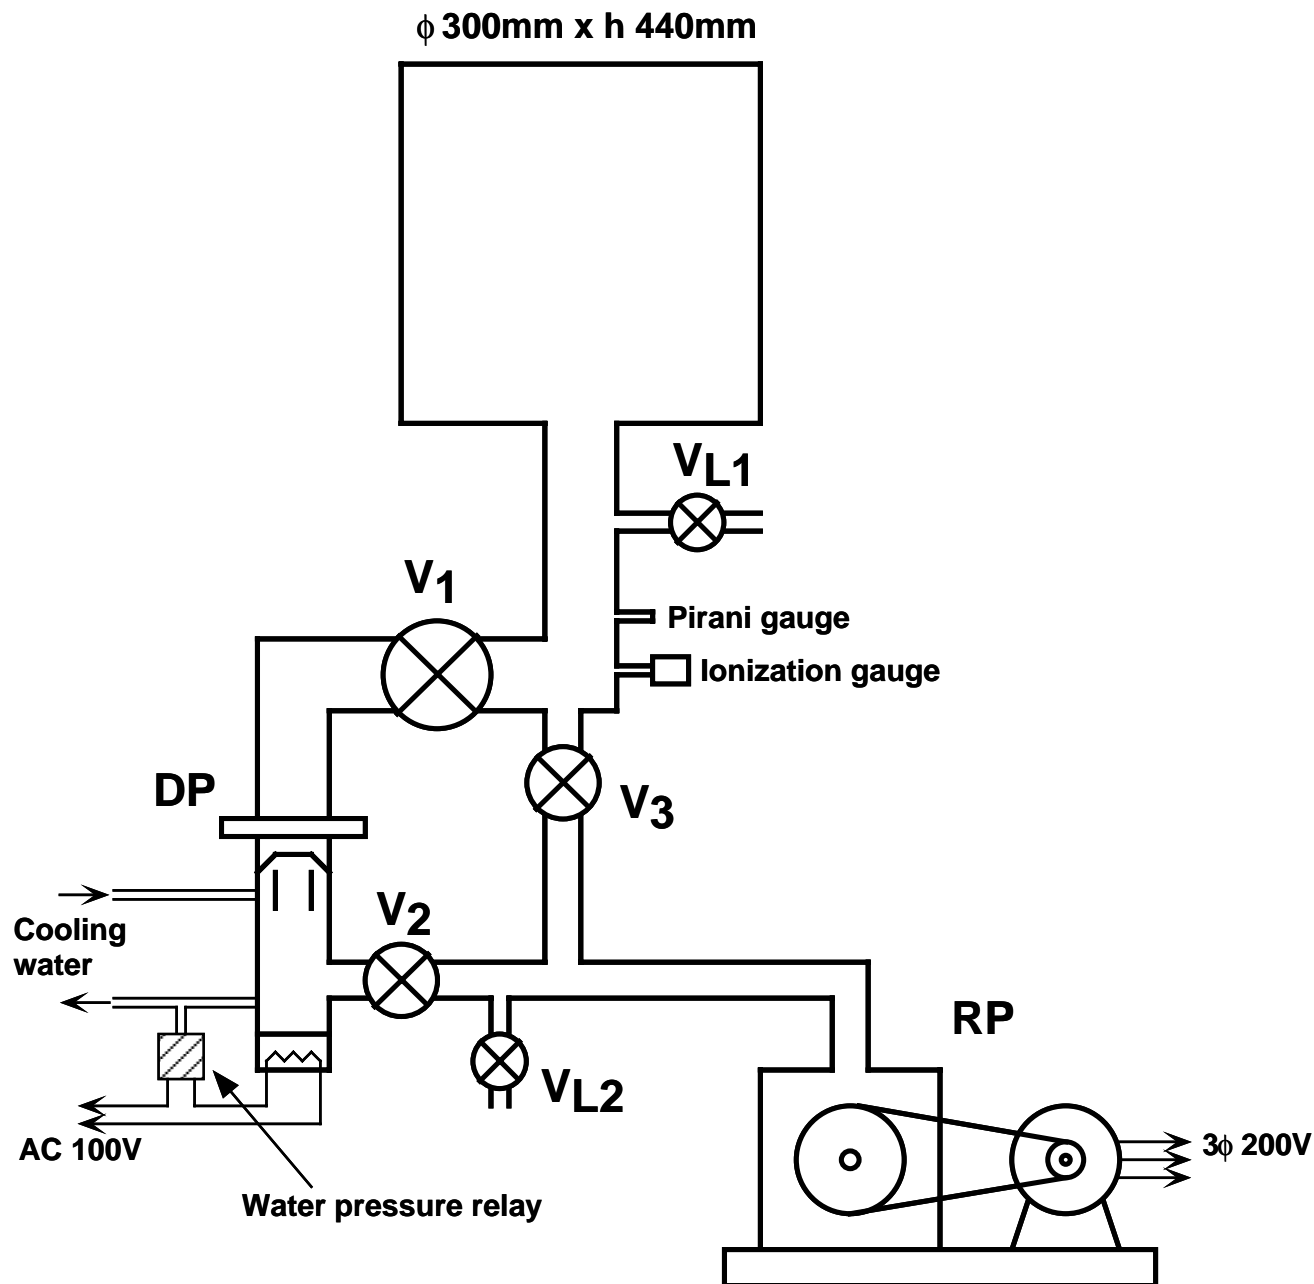 ϕ 300mm x h 440mm
VL1
V1
Pirani gauge
Ionization gauge
DP
V3
V2
Cooling
water
RP
VL2
AC 100V
3ϕ 200V
Water pressure relay